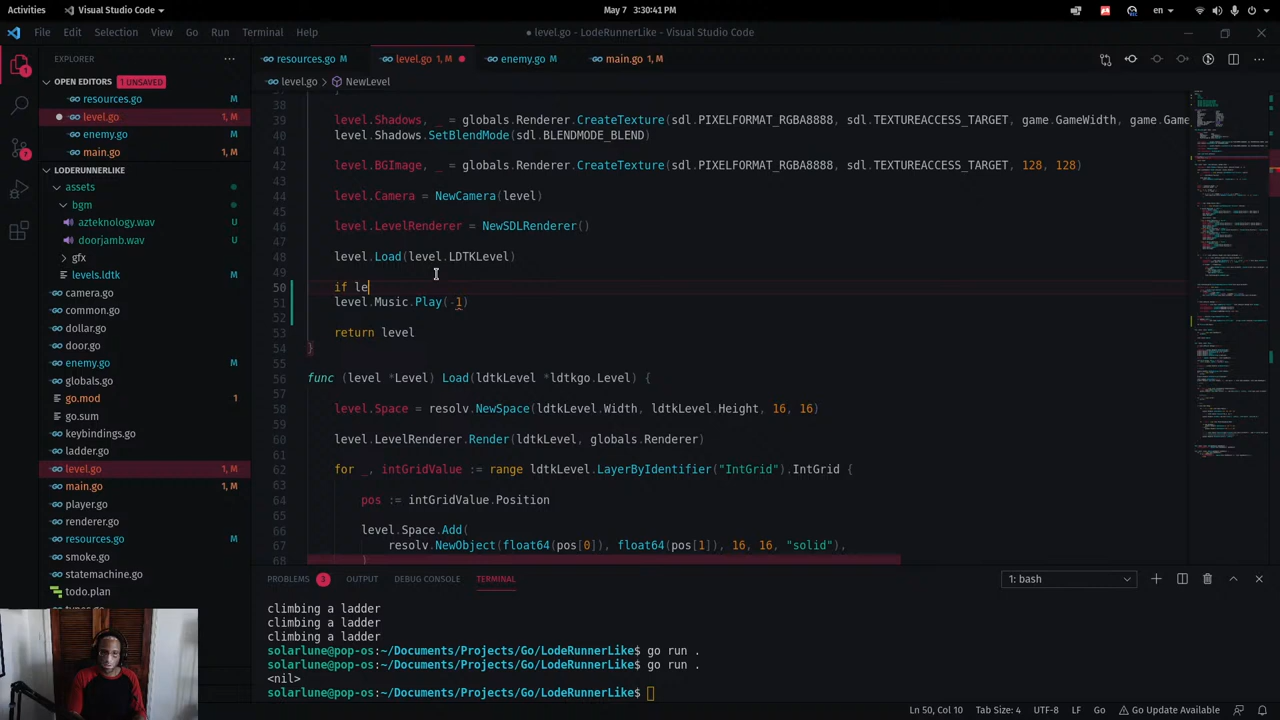 Activities
Visual Studio Code
May 7 3:30:41 PM
en
File Edit Selection View Go Run Terminal Help
● level.go - LodeRunnerLike - Visual Studio Code
EXPLORER
resources.go M
level.go 1, M
enemy.go M
main.go 1, M
OPEN EDITORS 1 UNSAVED
level.go > NewLevel
resources.go M
level.go 1, M
enemy.go M
main.go 1, M
LODERUNNERLIKE
assets
bgm
azteknology.wav U
doorjamb.wav U
gfx
levels.ldtk
camera.go
common.go
dollar.go
door.go
enemy.go M
globals.go
go.mod 1
go.sum
keybindings.go
ladder.go
level.go 1, M
main.go 1, M
player.go
renderer.go
resources.go M
smoke.go
statemachine.go
todo.plan
types.go
38
39 level.Shadows, _ = globals.Renderer.CreateTexture(sdl.PIXELFORMAT_RGBA8888, sdl.TEXTUREACCESS_TARGET, game.GameWidth, game.Game
40 level.Shadows.SetBlendMode(sdl.BLENDMODE_BLEND)
41
42 level.BGImage, _ = globals.Renderer.CreateTexture(sdl.PIXELFORMAT_RGBA8888, sdl.TEXTUREACCESS_TARGET, 128, 128)
43
44 level.Camera = NewCamera(level)
45
46 level.LevelRenderer = NewSDLRenderer()
47
48 level.Load(level.LDTKLevel)
49
50 if le
51 level.Music.Play(-1)
52
53 return level
54 }
55
56 func (level *level) Load(ldtkLevel *ldtkgo.Level) {
57
58 level.Space = resolv.NewSpace(ldtkLevel.Width, ldtkLevel.Height, 16, 16)
59
60 level.LevelRenderer.Render(ldtkLevel, globals.Renderer)
61
62 for _, intGridValue := range ldtkLevel.LayerByIdentifier("IntGrid").IntGrid {
63
64 pos := intGridValue.Position
65
66 level.Space.Add(
67 resolv.NewObject(float64(pos[0]), float64(pos[1]), 16, 16, "solid"),
68 )
PROBLEMS 3 OUTPUT DEBUG CONSOLE TERMINAL
1: bash
climbing a ladder
climbing a ladder
climbing a ladder
solarlune@pop-os:~/Documents/Projects/Go/LodeRunnerLike$ go run .
solarlune@pop-os:~/Documents/Projects/Go/LodeRunnerLike$ go run .
<nil>
solarlune@pop-os:~/Documents/Projects/Go/LodeRunnerLike$
Ln 50, Col 10 Tab Size: 4 UTF-8 LF Go Go Update Available